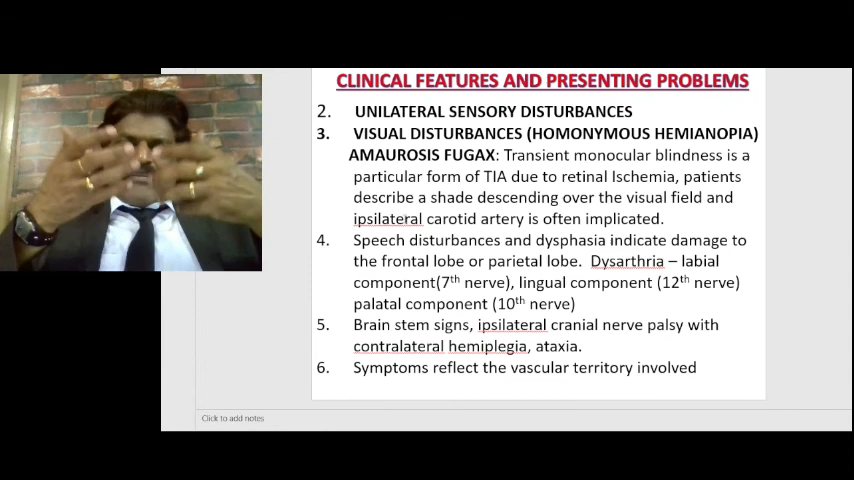 CLINICAL FEATURES AND PRESENTING PROBLEMS
2. UNILATERAL SENSORY DISTURBANCES
3. VISUAL DISTURBANCES (HOMONYMOUS HEMIANOPIA)
AMAUROSIS FUGAX: Transient monocular blindness is a
particular form of TIA due to retinal Ischemia, patients
describe a shade descending over the visual field and
ipsilateral carotid artery is often implicated.
4. Speech disturbances and dysphasia indicate damage to
the frontal lobe or parietal lobe. Dysarthria – labial
component(7th nerve), lingual component (12th nerve)
palatal component (10th nerve)
5. Brain stem signs, ipsilateral cranial nerve palsy with
contralateral hemiplegia, ataxia.
6. Symptoms reflect the vascular territory involved
Click to add notes